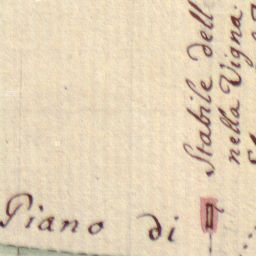 Stabile dell
nella Vigna
Piano di